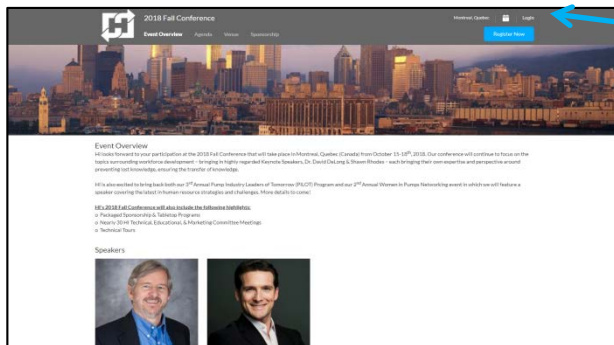 2018 Fall Conference
Montreal, Quebec
Login
Event Overview Agenda Venue Sponsorship
Register Now
Event Overview
HI looks forward to your participation at the 2018 Fall Conference that will take place in Montreal, Quebec (Canada) from October 15-18th, 2018. Our conference will continue to focus on the
topics surrounding workforce development – bringing in highly regarded Keynote Speakers, Dr. David DeLong & Shawn Rhodes – each bringing their own expertise and perspective around
preventing lost knowledge, ensuring the transfer of knowledge.
HI is also worked to bring back both our 3rd Annual Pump Industry Leaders of Tomorrow (PILOT) Program and our 2nd Annual Women in Pumps Networking event in which we will feature a
speaker covering the latest in human resource strategies and challenges. More details to come!
HI's 2018 Fall Conference will also include the following highlights:
o Packaged Sponsorship & Tabletop Programs
o Nearly 30 HI Technical, Educational, & Marketing Committee Meetings
o Technical Tours
Speakers